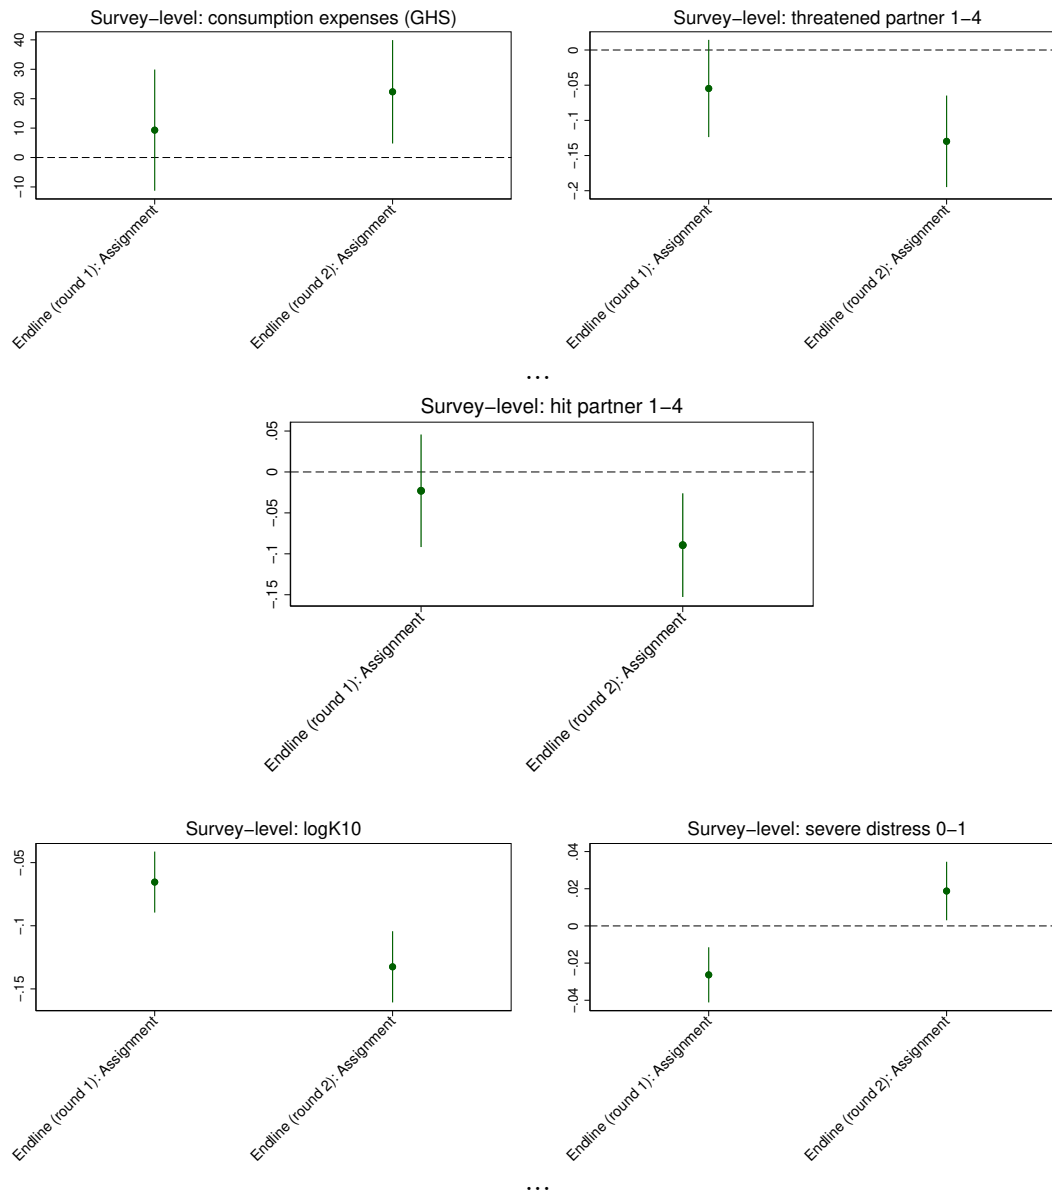 Survey−level: consumption expenses (GHS)
40
30
20
10
0
−10
Endline (round 1): Assignment
Endline (round 2): Assignment
Survey−level: threatened partner 1−4
0
−.05
−.1
−.15
−.2
Endline (round 1): Assignment
Endline (round 2): Assignment
...
Survey−level: hit partner 1−4
.05
0
−.05
−.1
−.15
Endline (round 1): Assignment
Endline (round 2): Assignment
Survey−level: logK10
−.05
−.1
−.15
Endline (round 1): Assignment
Endline (round 2): Assignment
Survey−level: severe distress 0−1
.04
.02
0
−.02
−.04
Endline (round 1): Assignment
Endline (round 2): Assignment
...